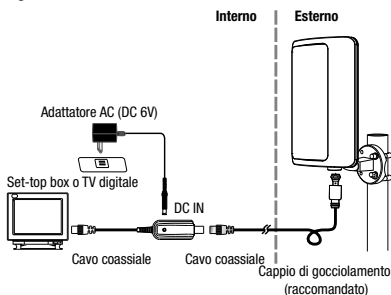 Interno
Esterno
Adattatore AC (DC 6V)
Set-top box o TV digitale
DC IN
Cavo coassiale
Cavo coassiale
Cappio di gocciolamento
(raccomandato)